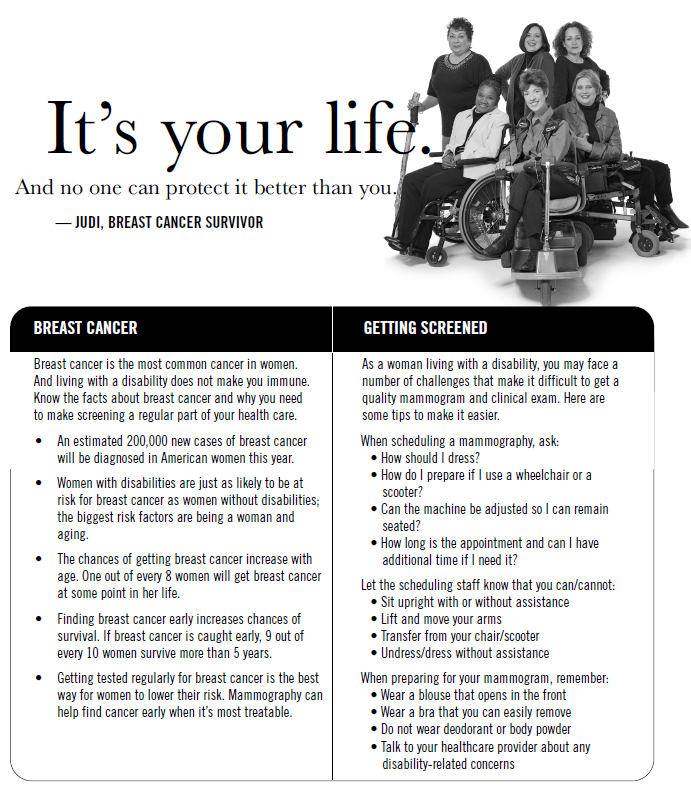 It's your life.
And no one can protect it better than you.
— JUDI, BREAST CANCER SURVIVOR
BREAST CANCER
Breast cancer is the most common cancer in women.
And living with a disability does not make you immune.
Know the facts about breast cancer and why you need
to make screening a regular part of your health care.
• An estimated 200,000 new cases of breast cancer
will be diagnosed in American women this year.
• Women with disabilities are just as likely to be at
risk for breast cancer as women without disabilities;
the biggest risk factors are being a woman and
aging.
• The chances of getting breast cancer increase with
age. One out of every 8 women will get breast cancer
at some point in her life.
• Finding breast cancer early increases chances of
survival. If breast cancer is caught early, 9 out of
every 10 women survive more than 5 years.
• Getting tested regularly for breast cancer is the best
way for women to lower their risk. Mammography can
help find cancer early when it's most treatable.
GETTING SCREENED
As a woman living with a disability, you may face a
number of challenges that make it difficult to get a
quality mammogram and clinical exam. Here are
some tips to make it easier.
When scheduling a mammography, ask:
• How should I dress?
• How do I prepare if I use a wheelchair or a
scooter?
• Can the machine be adjusted so I can remain
seated?
• How long is the appointment and can I have
additional time if I need it?
Let the scheduling staff know that you can/cannot:
• Sit upright with or without assistance
• Lift and move your arms
• Transfer from your chair/scooter
• Undress/dress without assistance
When preparing for your mammogram, remember:
• Wear a blouse that opens in the front
• Wear a bra that you can easily remove
• Do not wear deodorant or body powder
• Talk to your healthcare provider about any
disability-related concerns